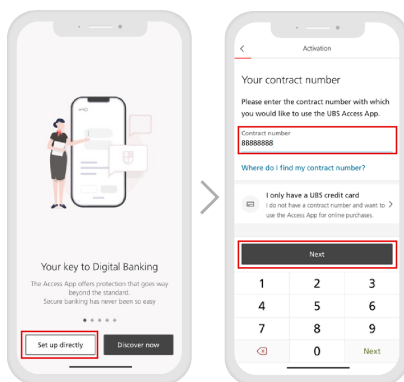 Your key to Digital Banking
The Access App offers protection that goes way
beyond the standard.
Secure banking has never been so easy
Set up directly
Discover now
Activation
Your contract number
Please enter the contract number with which
you would like to use the UBS Access App.
Contract number
88888888
Where do I find my contract number?
I only have a UBS credit card
I do not have a contract number and want to
use the Access App for online purchases.
Next
1 2 3
4 5 6
7 8 9
0 Next